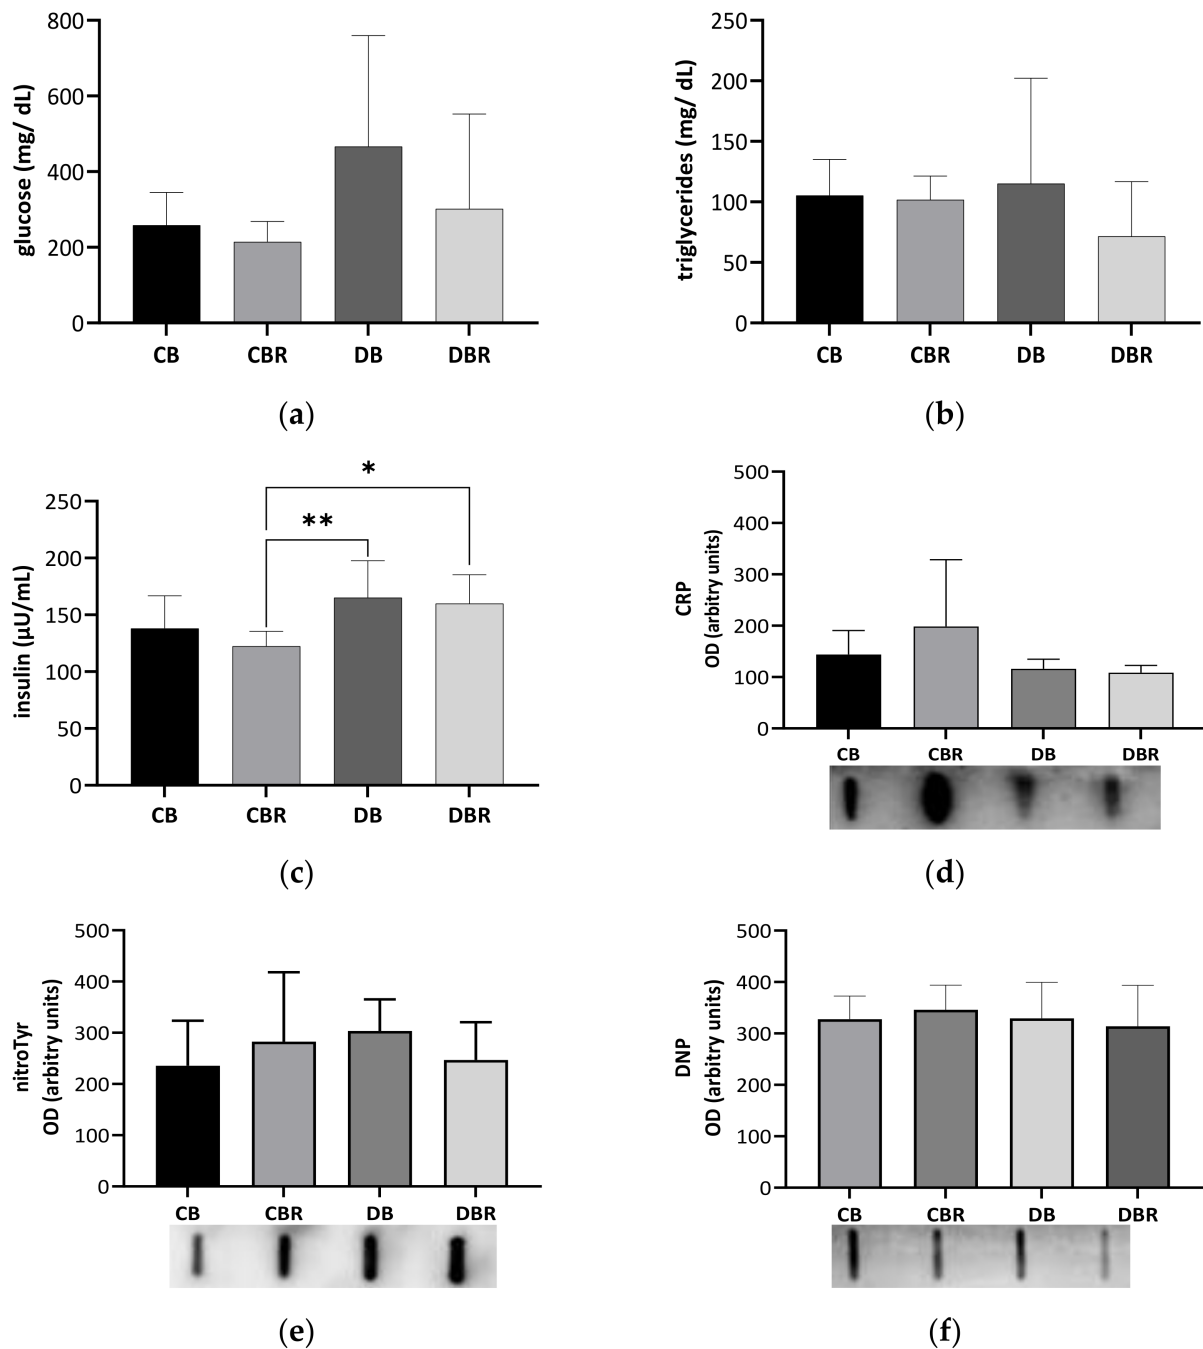 800
600
400
200
0
glucose (mg/ dL)
CB CBR DB DBR
(a)
250
200
150
100
50
0
triglycerides (mg/ dL)
CB CBR DB DBR
(b)
250
200
150
100
50
0
insulin (µU/mL)
*
**
CB CBR DB DBR
(c)
500
400
300
200
100
0
CRP
OD (arbitry units)
CB CBR DB DBR
(d)
500
400
300
200
100
0
nitroTyr
OD (arbitry units)
CB CBR DB DBR
(e)
500
400
300
200
100
0
DNP
OD (arbitry units)
CB CBR DB DBR
(f)